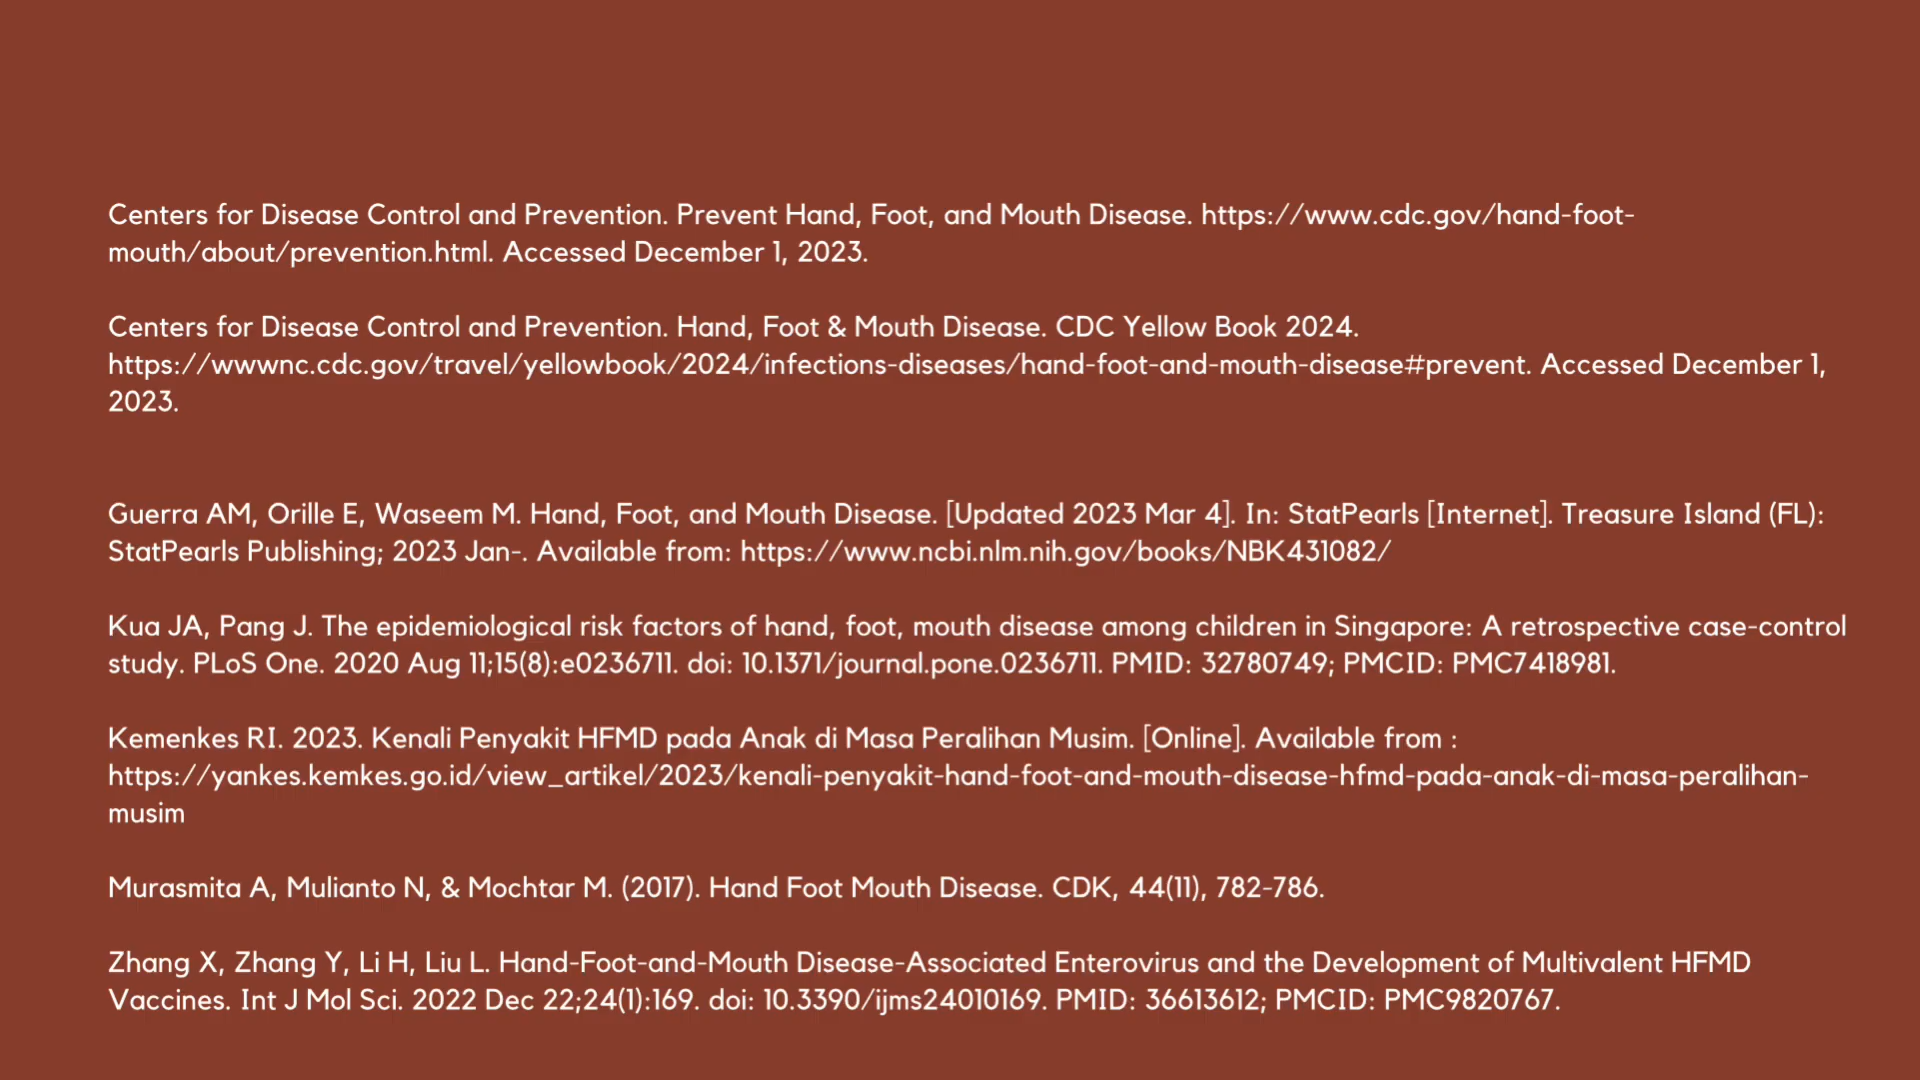 Centers for Disease Control and Prevention. Prevent Hand, Foot, and Mouth Disease. https://www.cdc.gov/hand-foot-
mouth/about/prevention.html. Accessed December 1, 2023.
Centers for Disease Control and Prevention. Hand, Foot & Mouth Disease. CDC Yellow Book 2024.
https://wwwnc.cdc.gov/travel/yellowbook/2024/infections-diseases/hand-foot-and-mouth-disease#prevent. Accessed December 1,
2023.
Guerra AM, Orille E, Waseem M. Hand, Foot, and Mouth Disease. [Updated 2023 Mar 4]. In: StatPearls [Internet]. Treasure Island (FL):
StatPearls Publishing; 2023 Jan-. Available from: https://www.ncbi.nlm.nih.gov/books/NBK431082/
Kua JA, Pang J. The epidemiological risk factors of hand, foot, mouth disease among children in Singapore: A retrospective case-control
study. PLoS One. 2020 Aug 11;15(8):e0236711. doi: 10.1371/journal.pone.0236711. PMID: 32780749; PMCID: PMC7418981.
Kemenkes RI. 2023. Kenali Penyakit HFMD pada Anak di Masa Peralihan Musim. [Online]. Available from :
https://yankes.kemkes.go.id/view_artikel/2023/kenali-penyakit-hand-foot-and-mouth-disease-hfmd-pada-anak-di-masa-peralihan-
musim
Murasmita A, Mulianto N, & Mochtar M. (2017). Hand Foot Mouth Disease. CDK, 44(11), 782-786.
Zhang X, Zhang Y, Li H, Liu L. Hand-Foot-and-Mouth Disease-Associated Enterovirus and the Development of Multivalent HFMD
Vaccines. Int J Mol Sci. 2022 Dec 22;24(1):169. doi: 10.3390/ijms24010169. PMID: 36613612; PMCID: PMC9820767.